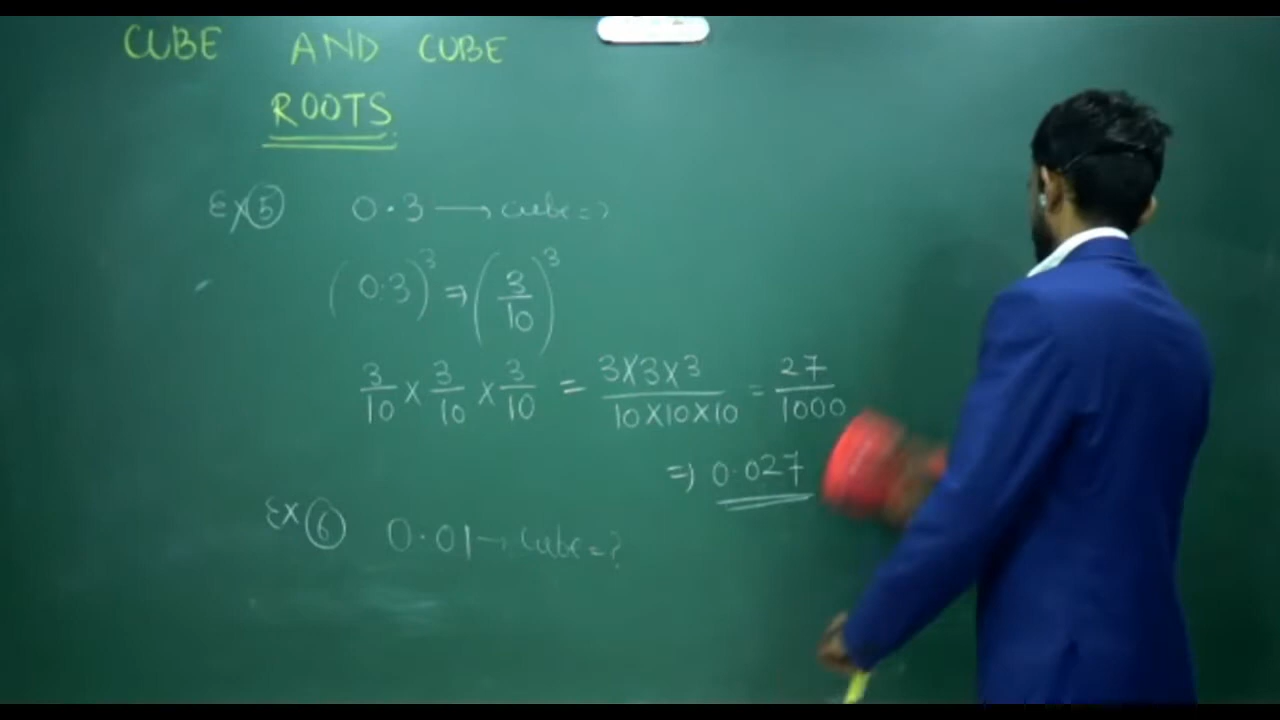 CUBE AND CUBE
ROOTS
Ex 5 0.3 → cube = ?
(0.3)³ ⇒ (3/10)³
3/10 × 3/10 × 3/10 = 3×3×3/10×10×10 = 27/1000
⇒ 0.027
Ex 6 0.01 → cube = ?